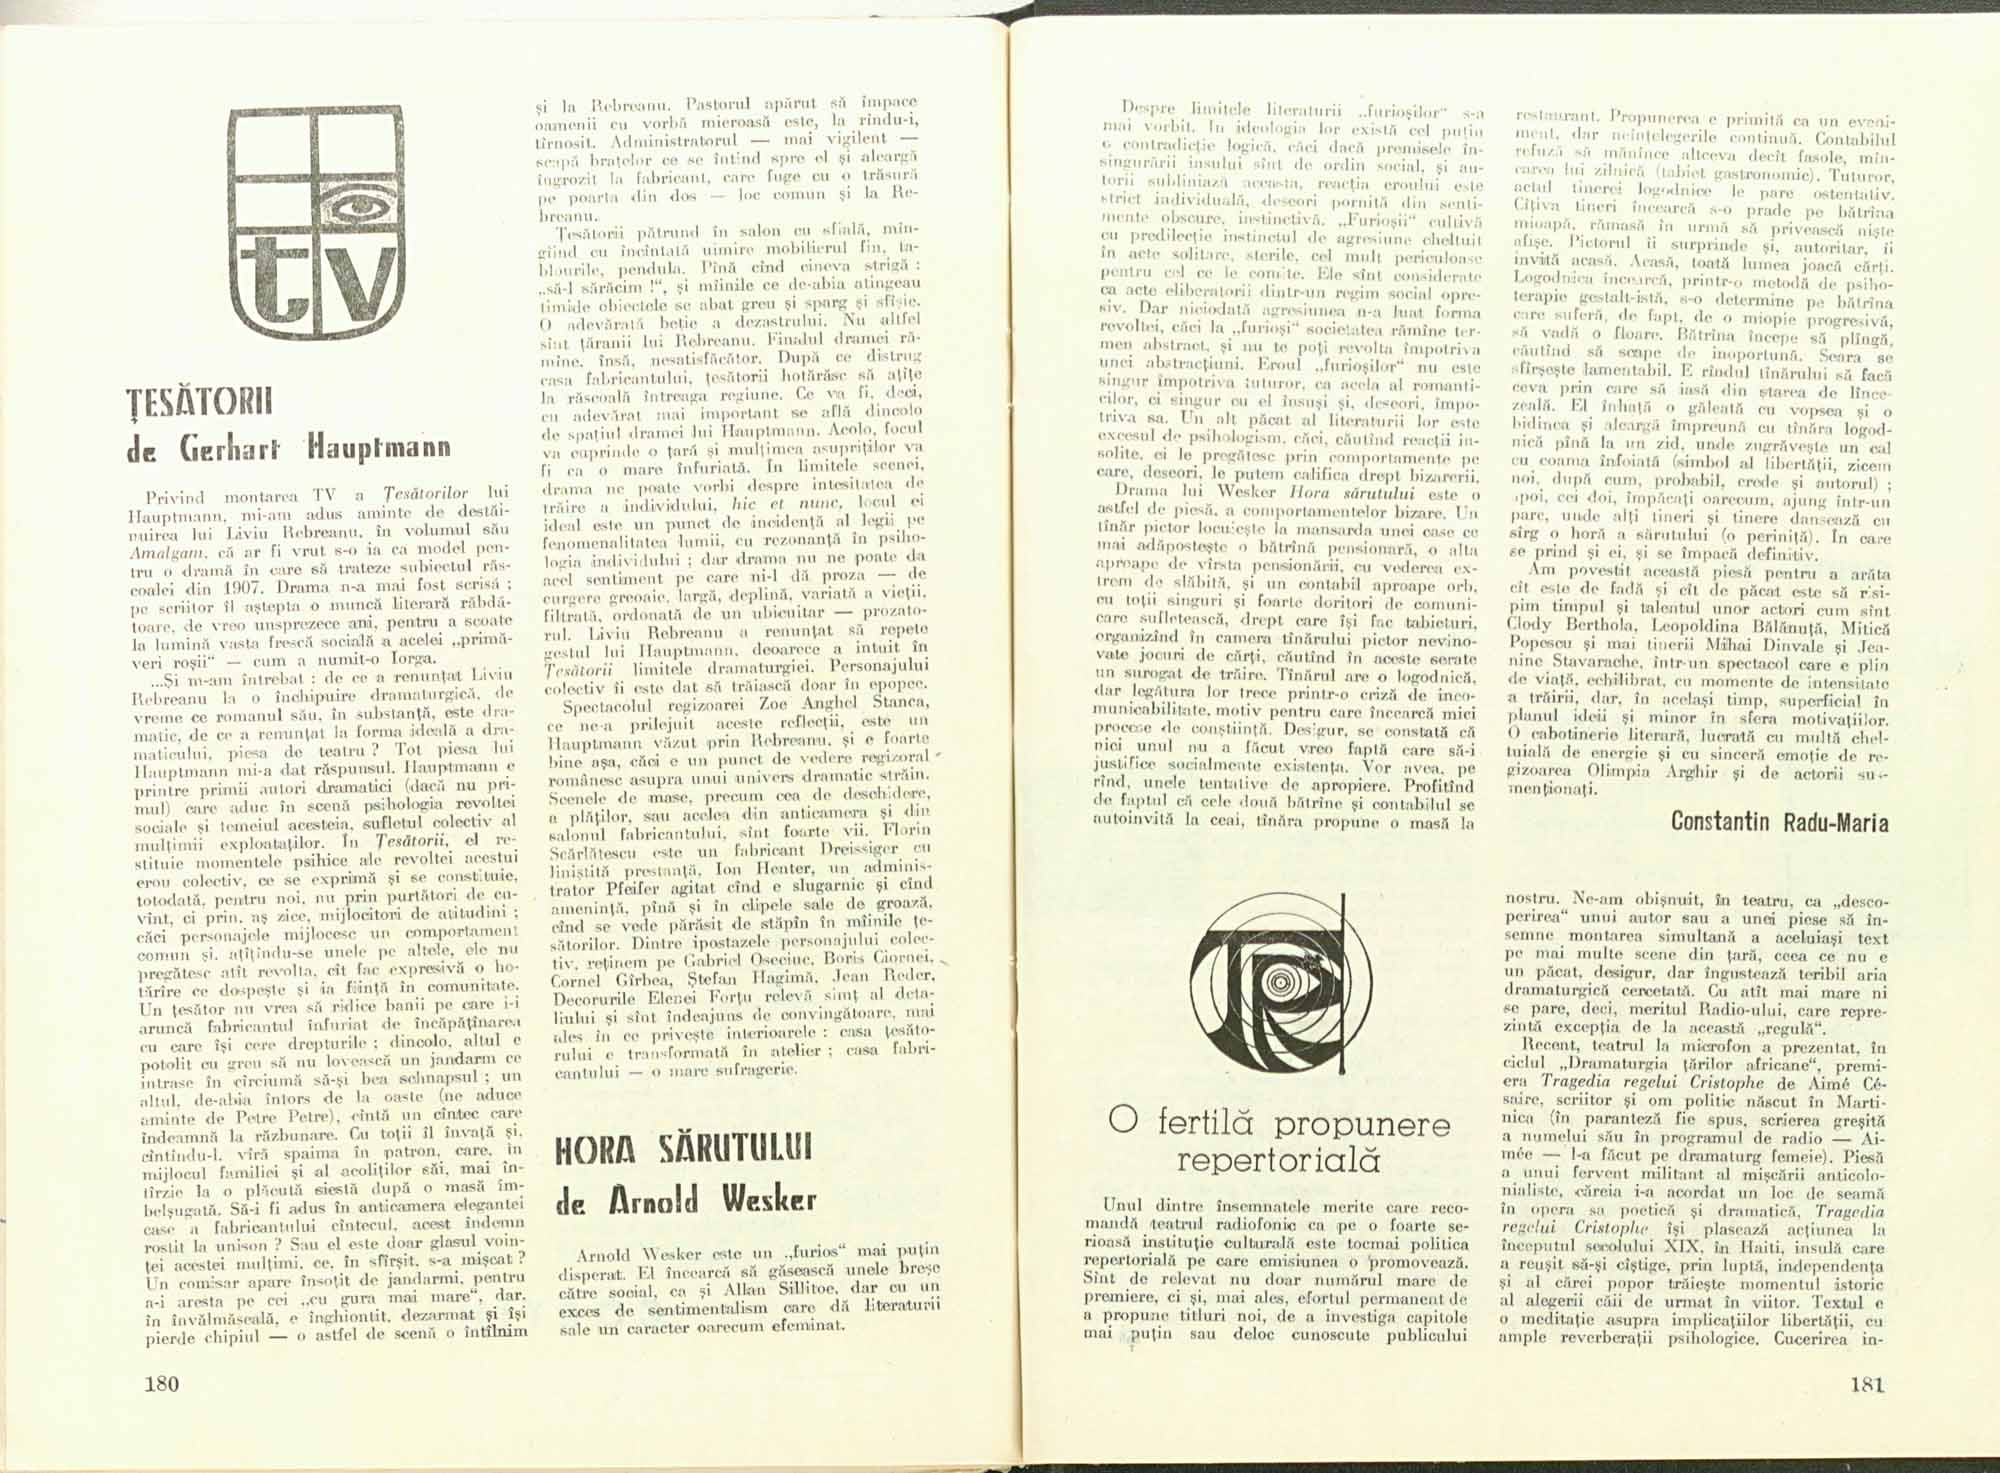 tv
ȚESĂTORII
de Gerhart Hauptmann
Privind montarea TV a Țesătorilor lui
Hauptmann, mi-am adus aminte de destăi-
nuirea lui Liviu Rebreanu, în volumul său
Amalgam, că ar fi vrut s-o ia ca model pen-
tru o dramă în care să trateze subiectul răs-
coalei din 1907. Drama n-a mai fost scrisă ;
pe scriitor îl aștepta o muncă literară răbdă-
toare, de vreo unsprezece ani, pentru a scoate
la lumină vasta frescă socială a acelei „primă-
veri roșii“ — cum a numit-o Iorga.
...Și m-am întrebat : de ce a renunțat Liviu
Rebreanu la o închipuire dramaturgică, de
vreme ce romanul său, în substanță, este dra-
matic, de ce a renunțat la forma ideală a dra-
maticului, piesa de teatru ? Tot piesa lui
Hauptmann mi-a dat răspunsul. Hauptmann e
printre primii autori dramatici (dacă nu pri-
mul) care aduc în scenă psihologia revoltei
sociale și temeiul acesteia, sufletul colectiv al
mulțimii exploataților. În Țesătorii, el re-
stituie momentele psihice ale revoltei acestui
erou colectiv, ce se exprimă și se constituie,
totodată, pentru noi, nu prin purtători de cu-
vînt, ci prin, aș zice, mijlocitori de atitudini ;
căci personajele mijlocesc un comportament
comun și, ațîțîndu-se unele pe altele, ele nu
pregătesc atît revolta, cît fac expresivă o ho-
tărîre ce dospește și ia ființă în comunitate.
Un țesător nu vrea să ridice banii pe care i-i
aruncă fabricantul înfuriat de încăpățînarea
cu care își cere drepturile ; dincolo, altul e
potolit cu greu să nu lovească un jandarm ce
intrase în cîrciumă să-și bea schnapsul ; un
altul, de-abia întors de la oaste (ne aduce
aminte de Petre Petre), cîntă un cîntec care
îndeamnă la răzbunare. Cu toții îl învață și,
cîntîndu-l, vîră spaima în patron, care, în
mijlocul familiei și al acoliților săi, mai în-
tîrzie la o plăcută siestă după o masă îm-
belșugată. Să-i fi adus în anticamera elegantei
case a fabricantului cîntecul, acest îndemn
rostit la unison ? Sau el este doar glasul voin-
ței acestei mulțimi, ce, în sfîrșit, s-a mișcat ?
Un comisar apare însoțit de jandarmi, pentru
a-i aresta pe cei „cu gura mai mare“, dar,
în învălmășeală, e înghiontit, dezarmat și își
pierde chipiul — o astfel de scenă o întîlnim
180
și la Rebreanu. Pastorul apărut să împace
oamenii cu vorbă mieroasă este, la rîndu-i,
tîrnosit. Administratorul — mai vigilent —
scapă brațelor ce se întind spre el și aleargă
îngrozit la fabricant, care fuge cu o trăsură
pe poarta din dos — loc comun și la Re-
breanu.
Țesătorii pătrund în salon cu sfială, mîn-
gîind cu încîntată uimire mobilierul fin, ta-
blourile, pendula. Pînă cînd cineva strigă :
„să-l sărăcim !“, și mîinile ce de-abia atingeau
timide obiectele se abat greu și sparg și sfîșie.
O adevărată beție a dezastrului. Nu altfel
sînt țăranii lui Rebreanu. Finalul dramei ră-
mîne, însă, nesatisfăcător. După ce distrug
casa fabricantului, țesătorii hotărăsc să ațîțe
la răscoală întreaga regiune. Ce va fi, deci,
cu adevărat mai important se află dincolo
de spațiul dramei lui Hauptmann. Acolo, focul
va cuprinde o țară și mulțimea asupriților va
fi ca o mare înfuriată. În limitele scenei,
drama ne poate vorbi despre intesitatea de
trăire a individului, hic et nunc, locul ei
ideal este un punct de incidență al legii pe
fenomenalitatea lumii, cu rezonanță în psiho-
logia individului ; dar drama nu ne poate da
acel sentiment pe care ni-l dă proza — de
curgere greoaie, largă, deplină, variată a vieții,
filtrată, ordonată de un ubicuitar — prozato-
rul. Liviu Rebreanu a renunțat să repete
gestul lui Hauptmann, deoarece a intuit în
Țesătorii limitele dramaturgiei. Personajului
colectiv îi este dat să trăiască doar în epopee.
Spectacolul regizoarei Zoe Anghel Stanca,
ce ne-a prilejuit aceste reflecții, este un
Hauptmann văzut prin Rebreanu, și e foarte
bine așa, căci e un punct de vedere regizoral
românesc asupra unui univers dramatic străin.
Scenele de masă, precum cea de deschidere,
a plăților, sau acelea din anticamera și din
salonul fabricantului, sînt foarte vii. Florin
Scărlătescu este un fabricant Dreissiger cu
liniștită prestanță, Ion Henter, un adminis-
trator Pfeifer agitat cînd e slugarnic și cînd
amenință, pînă și în clipele sale de groază,
cînd se vede părăsit de stăpîn în mîinile țe-
sătorilor. Dintre ipostazele personajului colec-
tiv, reținem pe Gabriel Oseciuc, Boris Ciornei,
Cornel Gîrbea, Ștefan Hagimă, Jean Reder.
Decorurile Elenei Forțu relevă simț al deta-
liului și sînt îndeajuns de convingătoare, mai
ales în ce privește interioarele : casa țesăto-
rului e transformată în atelier ; casa fabri-
cantului — o mare sufragerie.
HORA SĂRUTULUI
de Arnold Wesker
Arnold Wesker este un „furios“ mai puțin
disperat. El încearcă să găsească unele breșe
către social, ca și Allan Sillitoe, dar cu un
exces de sentimentalism care dă literaturii
sale un caracter oarecum efeminat.
Despre limitele literaturii „furioșilor“ s-a
mai vorbit. În ideologia lor există cel puțin
o contradicție logică, căci dacă premisele în-
singurării insului sînt de ordin social, și au-
torii subliniază aceasta, reacția eroului este
strict individuală, deseori pornită din senti-
mente obscure, instinctivă. „Furioșii“ cultivă
cu predilecție instinctul de agresiune cheltuit
în acte solitare, sterile, cel mult periculoase
pentru cel ce le comite. Ele sînt considerate
ca acte eliberatorii dintr-un regim social opre-
siv. Dar niciodată agresiunea n-a luat forma
revoltei, căci la „furioși“ societatea rămîne ter-
men abstract, și nu te poți revolta împotriva
unei abstracțiuni. Eroul „furioșilor“ nu este
singur împotriva tuturor, ca acela al romanti-
cilor, ci singur cu el însuși și, deseori, împo-
triva sa. Un alt păcat al literaturii lor este
excesul de psihologism, căci, căutînd reacții in-
solite, ei le pregătesc prin comportamente pe
care, deseori, le putem califica drept bizarerii.
Drama lui Wesker Hora sărutului este o
astfel de piesă, a comportamentelor bizare. Un
tînăr pictor locuiește la mansarda unei case ce
mai adăpostește o bătrînă pensionară, o alta
aproape de vîrsta pensionării, cu vederea ex-
trem de slăbită, și un contabil aproape orb,
cu toții singuri și foarte doritori de comuni-
care sufletească, drept care își fac tabieturi,
organizînd în camera tînărului pictor nevino-
vate jocuri de cărți, căutînd în aceste serate
un surogat de trăire. Tînărul are o logodnică,
dar legătura lor trece printr-o criză de inco-
municabilitate, motiv pentru care încearcă mici
procese de conștiință. Desigur, se constată că
nici unul nu a făcut vreo faptă care să-i
justifice socialmente existența. Vor avea, pe
rînd, unele tentative de apropiere. Profitînd
de faptul că cele două bătrîne și contabilul se
autoinvită la ceai, tînăra propune o masă la
restaurant. Propunerea e primită ca un eveni-
ment, dar neînțelegerile continuă. Contabilul
refuză să mănînce altceva decît fasole, mîn-
carea lui zilnică (tabiet gastronomic). Tuturor,
actul tinerei logodnice le pare ostentativ.
Cîțiva tineri încearcă s-o prade pe bătrîna
mioapă, rămasă în urmă să privească niște
afișe. Pictorul îi surprinde și, autoritar, îi
invită acasă. Acasă, toată lumea joacă cărți.
Logodnica încearcă, printr-o metodă de psiho-
terapie gestalt-istă, s-o determine pe bătrîna
care suferă, de fapt, de o miopie progresivă,
să vadă o floare. Bătrîna începe să plîngă,
căutînd să scape de inoportună. Seara se
sfîrșește lamentabil. E rîndul tînărului să facă
ceva prin care să iasă din starea de lînce-
zeală. El înhață o găleată cu vopsea și o
bidinea și aleargă împreună cu tînăra logod-
nică pînă la un zid, unde zugrăvește un cal
cu coama înfoiată (simbol al libertății, zicem
noi, după cum, probabil, crede și autorul) ;
apoi, cei doi, împăcați oarecum, ajung într-un
parc, unde alți tineri și tinere dansează cu
sîrg o horă a sărutului (o periniță). În care
se prind și ei, și se împacă definitiv.
Am povestit această piesă pentru a arăta
cît este de fadă și cît de păcat este să risi-
pim timpul și talentul unor actori cum sînt
Clody Berthola, Leopoldina Bălănuță, Mitică
Popescu și mai tinerii Mihai Dinvale și Jea-
nine Stavarache, într-un spectacol care e plin
de viață, echilibrat, cu momente de intensitate
a trăirii, dar, în același timp, superficial în
planul ideii și minor în sfera motivațiilor.
O cabotinerie literară, lucrată cu multă chel-
tuială de energie și cu sinceră emoție de re-
gizoarea Olimpia Arghir și de actorii sus-
menționați.
Constantin Radu-Maria
O fertilă propunere
repertorială
Unul dintre însemnatele merite care reco-
mandă teatrul radiofonic ca pe o foarte se-
rioasă instituție culturală este tocmai politica
repertorială pe care emisiunea o promovează.
Sînt de relevat nu doar numărul mare de
premiere, ci și, mai ales, efortul permanent de
a propune titluri noi, de a investiga capitole
mai puțin sau deloc cunoscute publicului
nostru. Ne-am obișnuit, în teatru, ca „desco-
perirea“ unui autor sau a unei piese să în-
semne montarea simultană a aceluiași text
pe mai multe scene din țară, ceea ce nu e
un păcat, desigur, dar îngustează teribil aria
dramaturgică cercetată. Cu atît mai mare ni
se pare, deci, meritul Radio-ului, care repre-
zintă excepția de la această „regulă“.
Recent, teatrul la microfon a prezentat, în
ciclul „Dramaturgia țărilor africane“, premi-
era Tragedia regelui Cristophe de Aimé Cé-
saire, scriitor și om politic născut în Marti-
nica (în paranteză fie spus, scrierea greșită
a numelui său în programul de radio — Ai-
mée — l-a făcut pe dramaturg femeie). Piesă
a unui fervent militant al mișcării anticolo-
nialiste, căreia i-a acordat un loc de seamă
în opera sa poetică și dramatică, Tragedia
regelui Cristophe își plasează acțiunea la
începutul secolului XIX, în Haiti, insulă care
a reușit să-și cîștige, prin luptă, independența
și al cărei popor trăiește momentul istoric
al alegerii căii de urmat în viitor. Textul e
o meditație asupra implicațiilor libertății, cu
ample reverberații psihologice. Cucerirea in-
181